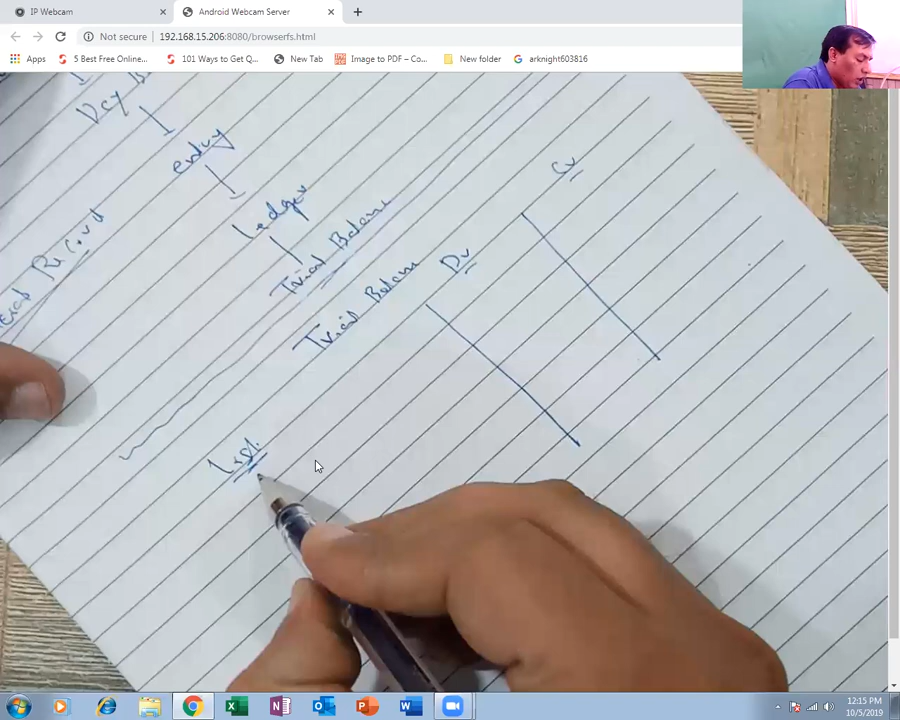 IP Webcam
Android Webcam Server
Not secure | 192.168.15.206:8080/browserfs.html
Apps
5 Best Free Online...
101 Ways to Get Q...
New Tab
Image to PDF – Co...
New folder
arknight603816
entry
Ledger
Trial Balance
Trial Balance
Dr
Cr
List
12:15 PM
10/5/2019